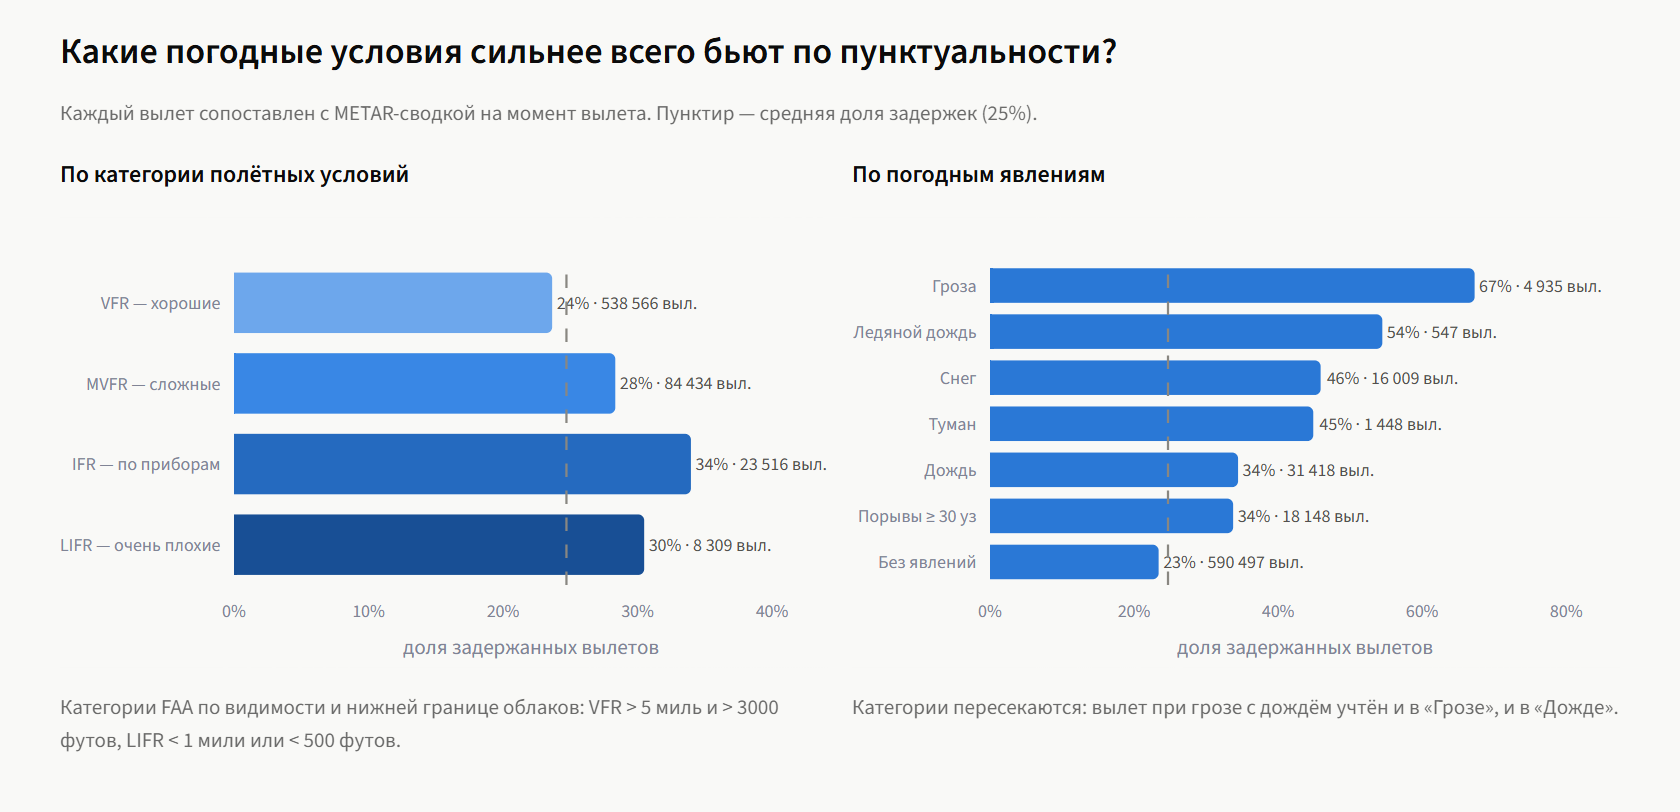 Какие погодные условия сильнее всего бьют по пунктуальности?
Каждый вылет сопоставлен с METAR-сводкой на момент вылета. Пунктир — средняя доля задержек (25%).
По категории полётных условий
VFR — хорошие
24% · 538 566 выл.
MVFR — сложные
28% · 84 434 выл.
IFR — по приборам
34% · 23 516 выл.
LIFR — очень плохие
30% · 8 309 выл.
0% 10% 20% 30% 40%
доля задержанных вылетов
Категории FAA по видимости и нижней границе облаков: VFR > 5 миль и > 3000
футов, LIFR < 1 мили или < 500 футов.
По погодным явлениям
Гроза
67% · 4 935 выл.
Ледяной дождь
54% · 547 выл.
Снег
46% · 16 009 выл.
Туман
45% · 1 448 выл.
Дождь
34% · 31 418 выл.
Порывы ≥ 30 уз
34% · 18 148 выл.
Без явлений
23% · 590 497 выл.
0% 20% 40% 60% 80%
доля задержанных вылетов
Категории пересекаются: вылет при грозе с дождём учтён и в «Грозе», и в «Дожде».